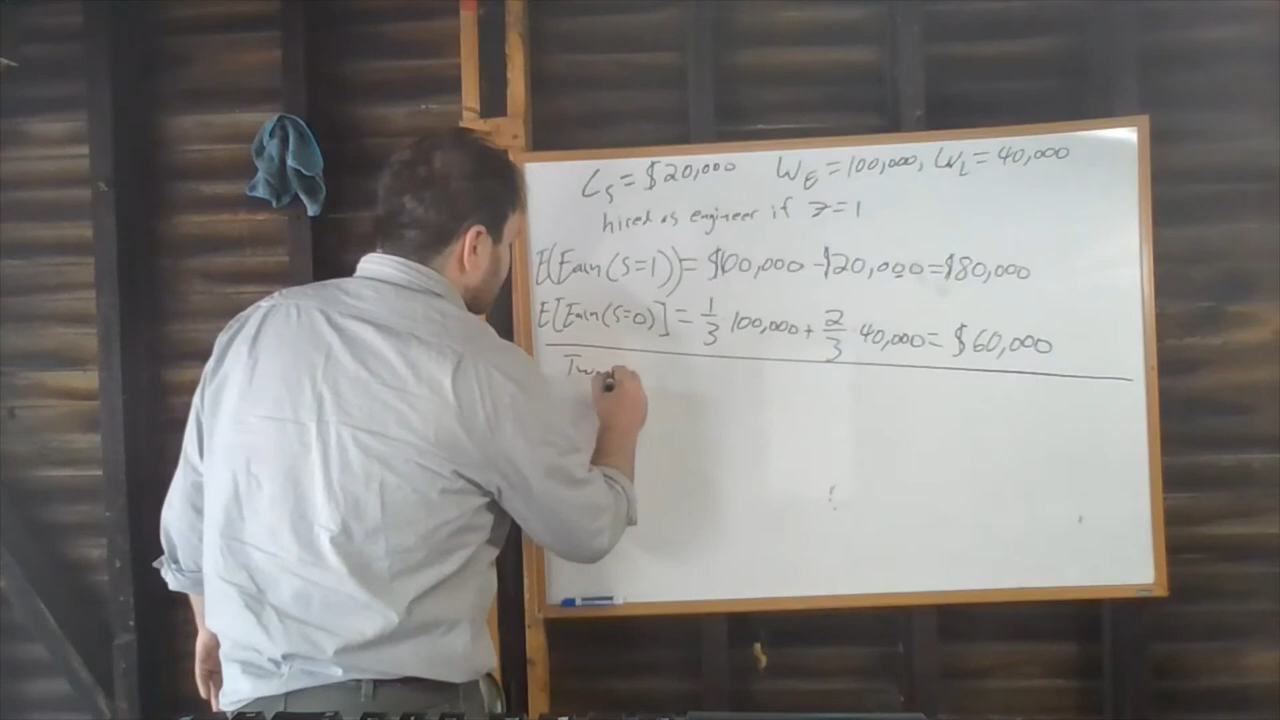 C_S = $20,000   W_E = 100,000, W_L = 40,000
hired as engineer if z = 1
E(Earn(S=1)) = $100,000 - $20,000 = $80,000
E[Earn(S=0)] = 1/3 100,000 + 2/3 40,000 = $60,000